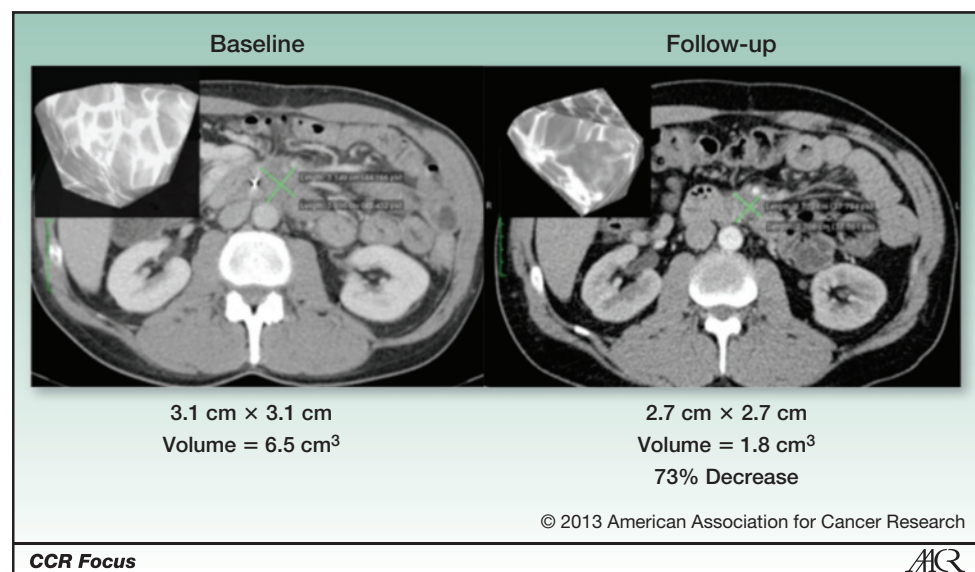 Baseline
Follow-up
R
L
3.1 cm × 3.1 cm
Volume = 6.5 cm³
2.7 cm × 2.7 cm
Volume = 1.8 cm³
73% Decrease
© 2013 American Association for Cancer Research
CCR Focus
AACR